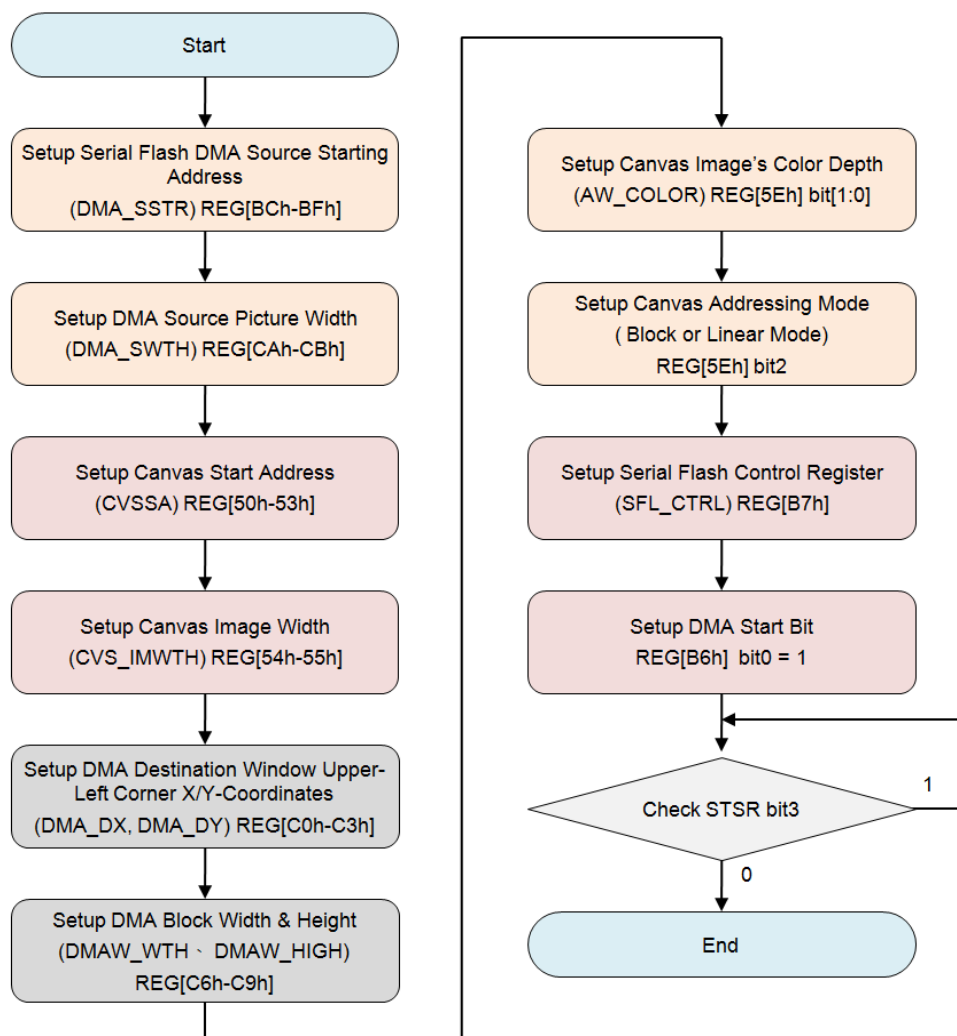 Start
Setup Serial Flash DMA Source Starting
Address
(DMA_SSTR) REG[BCh-BFh]
Setup DMA Source Picture Width
(DMA_SWTH) REG[CAh-CBh]
Setup Canvas Start Address
(CVSSA) REG[50h-53h]
Setup Canvas Image Width
(CVS_IMWTH) REG[54h-55h]
Setup DMA Destination Window Upper-
Left Corner X/Y-Coordinates
(DMA_DX, DMA_DY) REG[C0h-C3h]
Setup DMA Block Width & Height
(DMAW_WTH、 DMAW_HIGH)
REG[C6h-C9h]
Setup Canvas Image's Color Depth
(AW_COLOR) REG[5Eh] bit[1:0]
Setup Canvas Addressing Mode
( Block or Linear Mode)
REG[5Eh] bit2
Setup Serial Flash Control Register
(SFL_CTRL) REG[B7h]
Setup DMA Start Bit
REG[B6h] bit0 = 1
Check STSR bit3
1
0
End